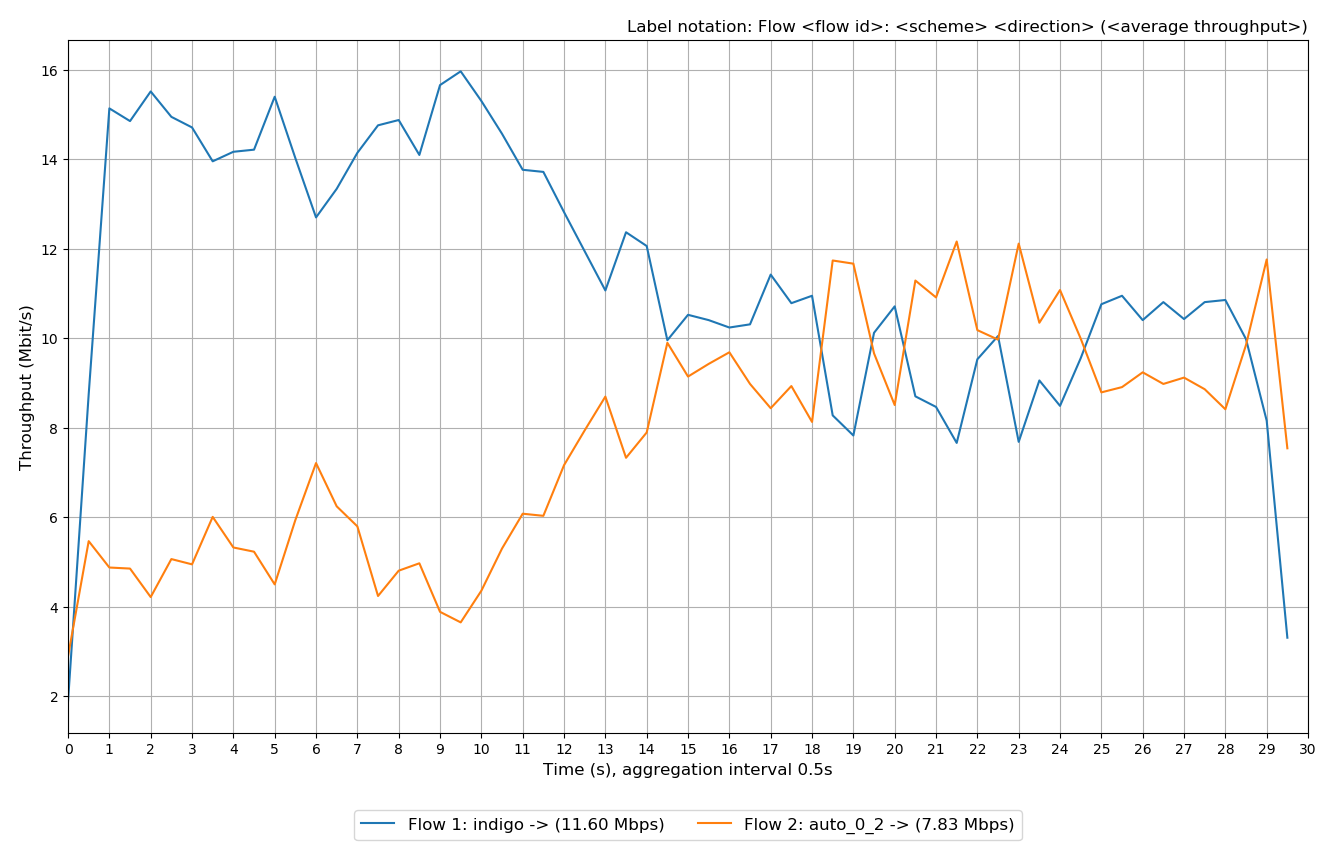 Label notation: Flow <flow id>: <scheme> <direction> (<average throughput>)
16
14
12
10
8
6
4
2
Throughput (Mbit/s)
0 1 2 3 4 5 6 7 8 9 10 11 12 13 14 15 16 17 18 19 20 21 22 23 24 25 26 27 28 29 30
Time (s), aggregation interval 0.5s
Flow 1: indigo -> (11.60 Mbps) Flow 2: auto_0_2 -> (7.83 Mbps)